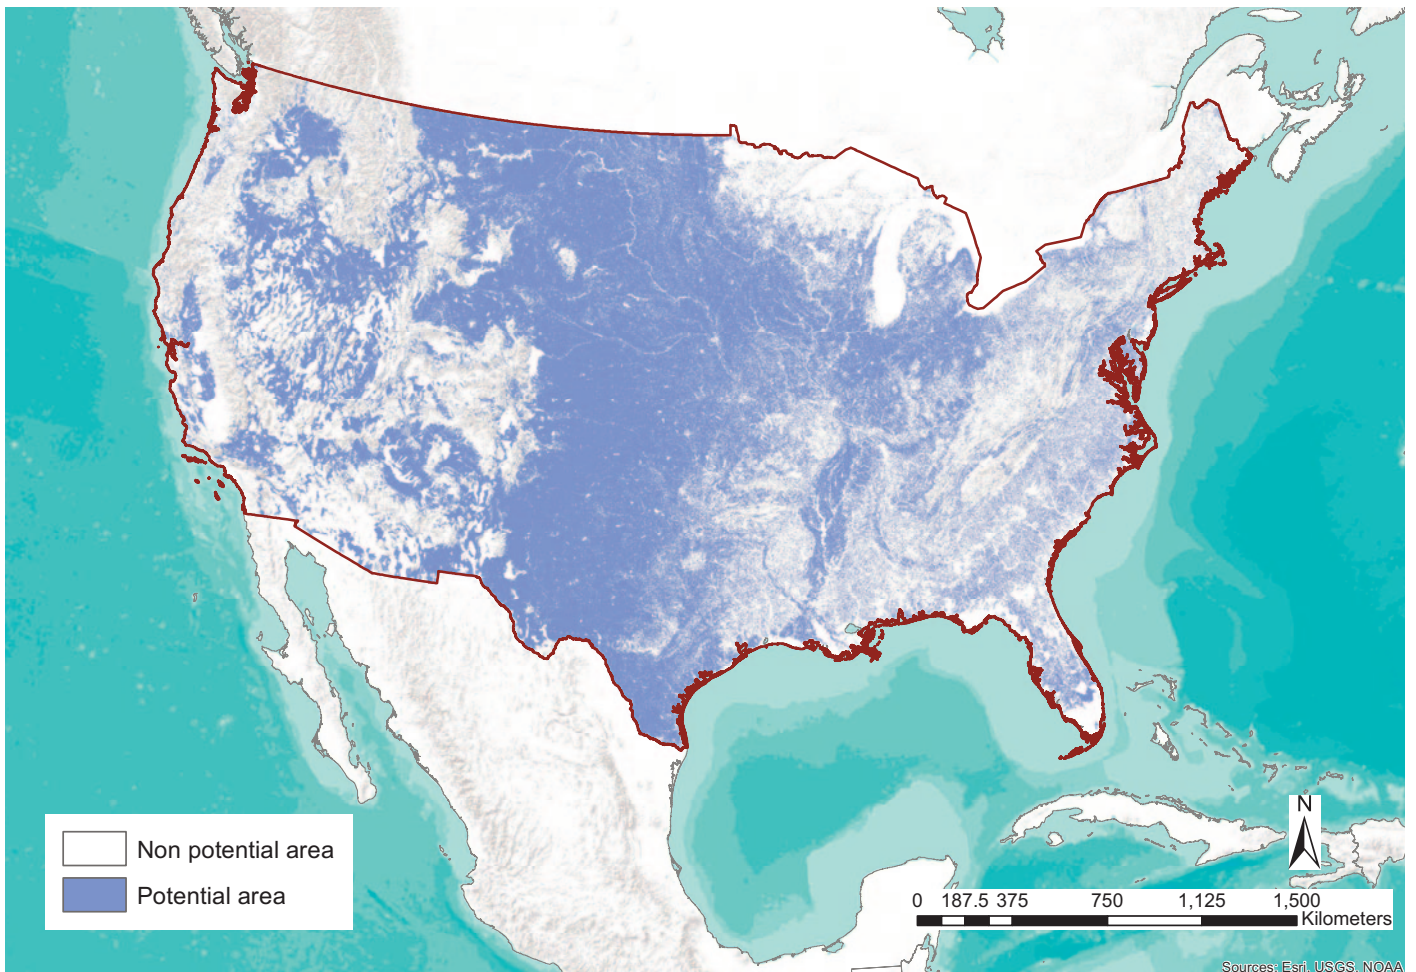 Non potential area
Potential area
N
0 187.5 375 750 1,125 1,500
Kilometers
Sources: Esri, USGS, NOAA